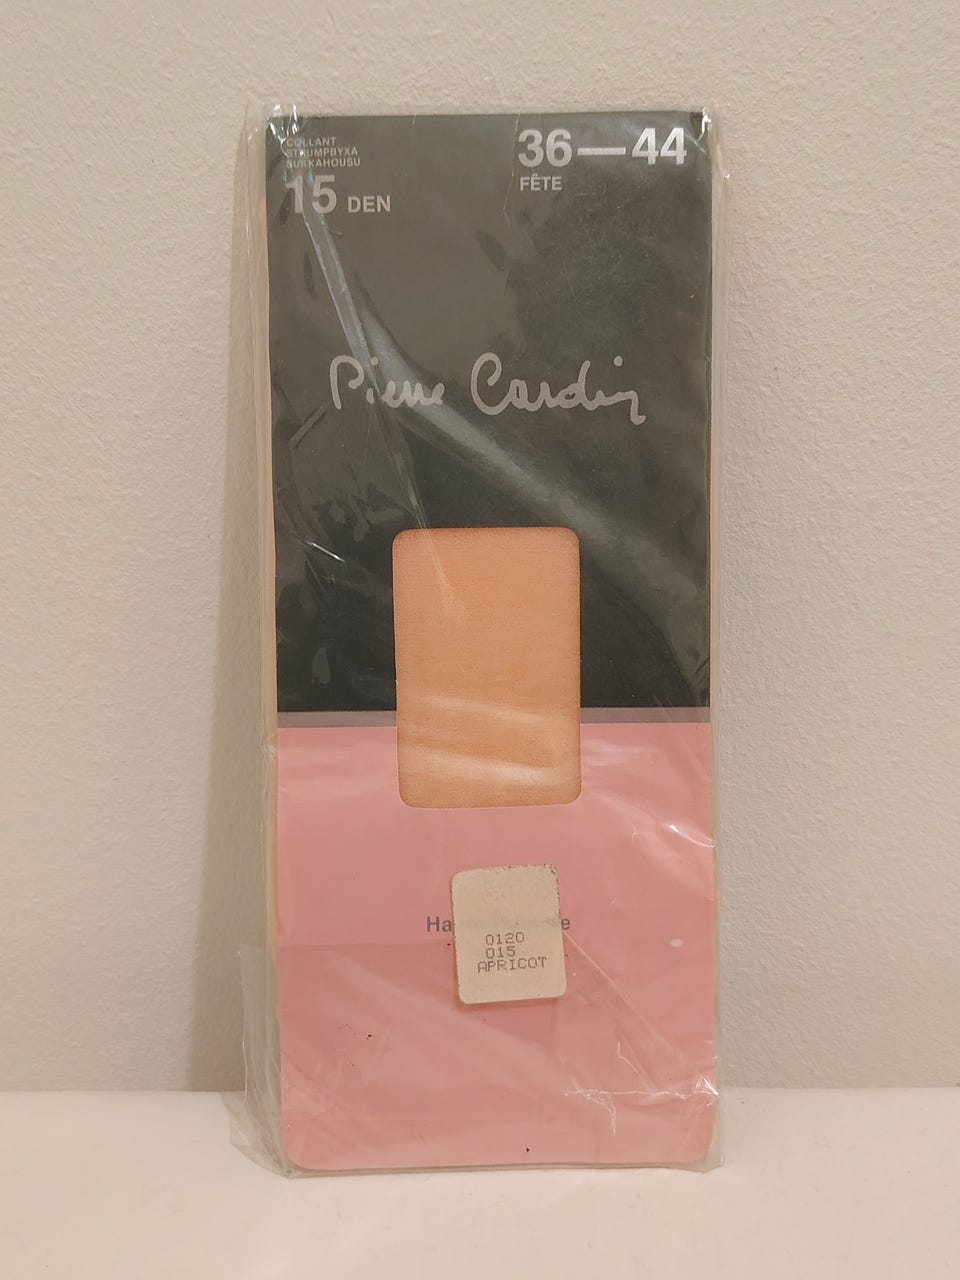 COLLANT
STRUMPBYXA
SUKKAHOUSU
15 DEN
36—44
FÊTE
Pierre Cardin
0120
015
APRICOT